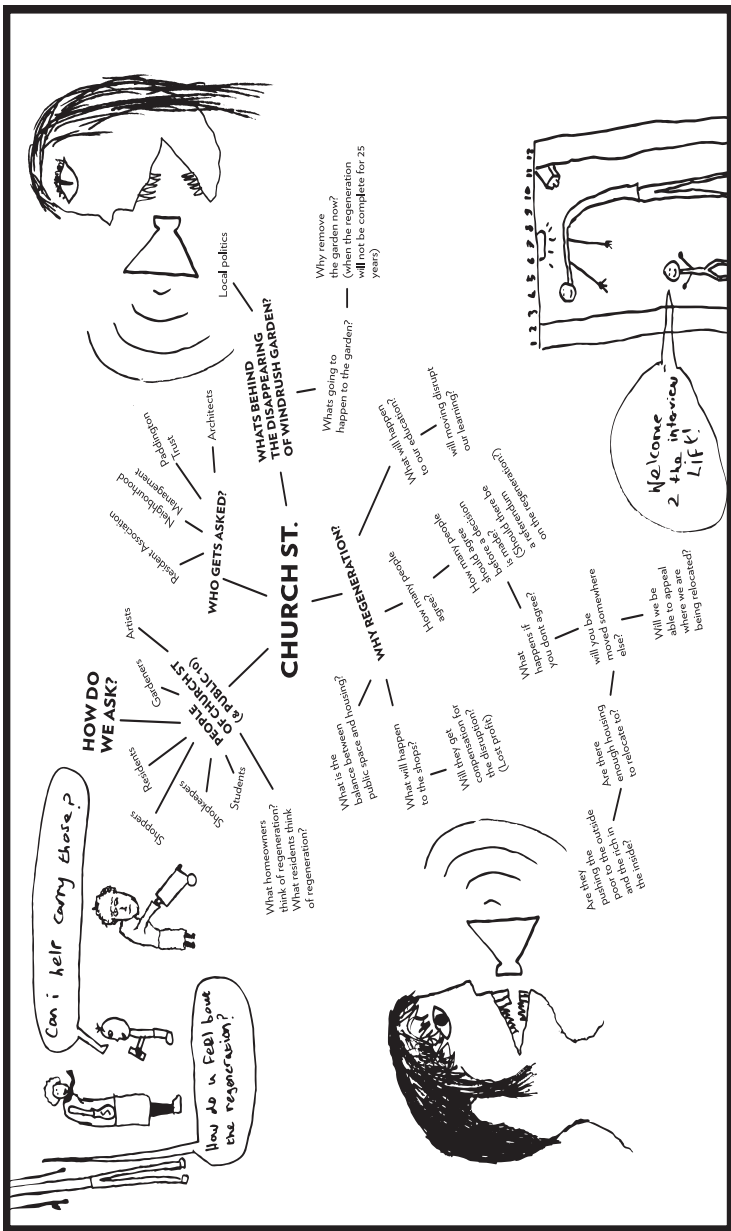 Can i help carry those?
How do u feel bout
the regeneration?
HOW DO
WE ASK?
Shoppers
Residents
Gardeners
Artists
Shopkeepers
Students
PEOPLE
OF CHURCH ST
(& PUBLIC 10)
What homeowners
think of regeneration?
What residents think
of regeneration?
WHO GETS ASKED?
Resident Association
Neighbourhood
Management
Paddington
Trust
Architects
CHURCH ST.
WHATS BEHIND
THE DISAPPEARING
OF WINDRUSH GARDEN?
Local politics
Whats going to
happen to the garden?
Why remove
the garden now?
(when the regeneration
will not be complete for 25
years)
WHY REGENERATION?
What is the
balance between
public space and housing?
What will happen
to the shops?
Will they get
coupensation for
the disruption?
(Lost profit)
How many people
agree?
How many people
should agree
before a decision
is made?
(Should there be
a referendum
on the regeneration?)
What will happen
to our education?
will moving disrupt
our learning?
What
happens if
you dont agree?
will you be
moved somewhere
else?
Will we be
able to appeal
where we are
being relocated?
Are there
enough housing
to relocate to?
Are they
pushing the
poor to the outside
and the rich in
the inside?
1 2 3 4 5 6 7 8 9 10 11 12
Welcome
2 the interview
LiFt!